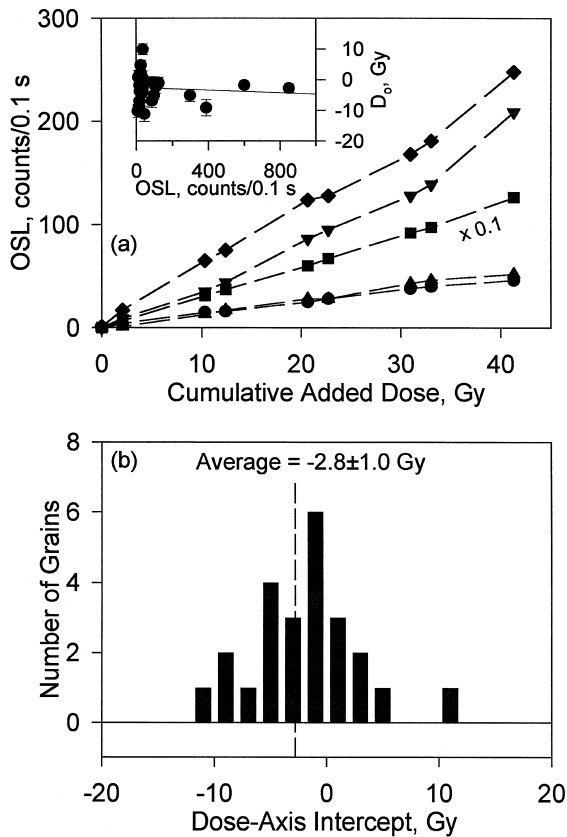 300
200
100
0
OSL, counts/0.1 s
10
0
-10
-20
D₀, Gy
0 400 800
OSL, counts/0.1 s
(a)
x 0.1
0 10 20 30 40
Cumulative Added Dose, Gy
8
6
4
2
0
Number of Grains
(b)
Average = -2.8±1.0 Gy
-20 -10 0 10 20
Dose-Axis Intercept, Gy